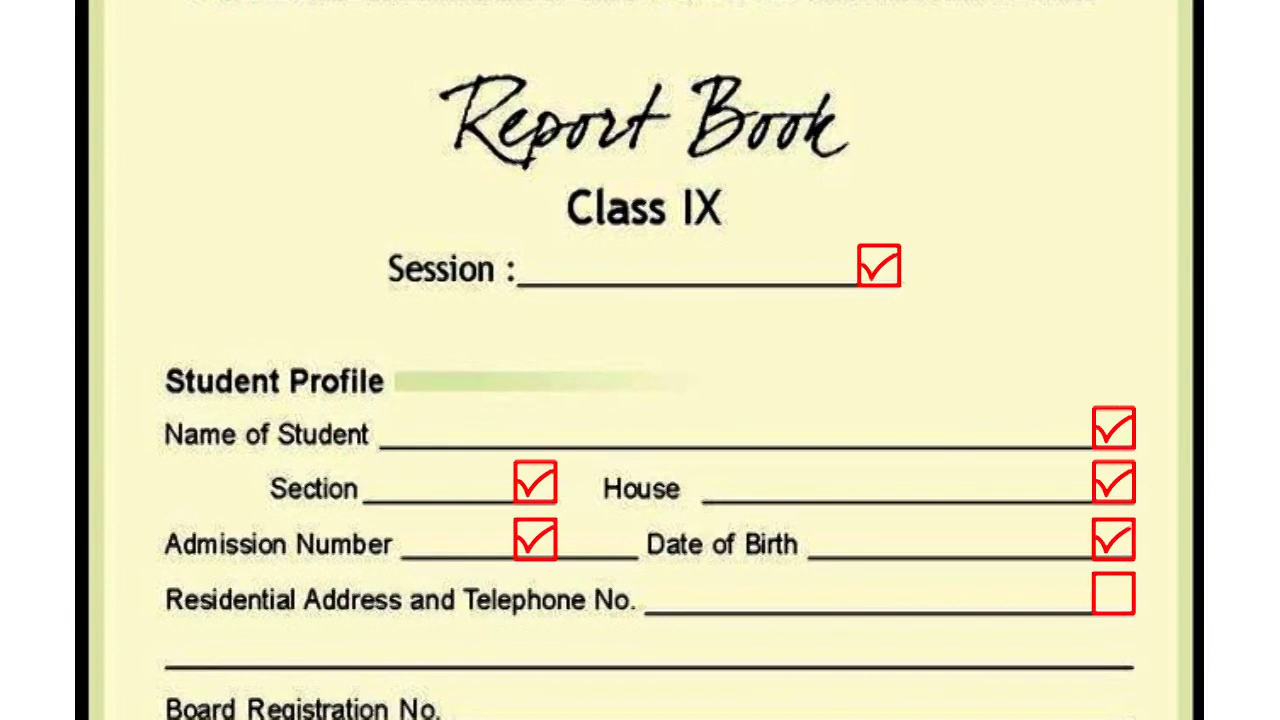 Report Book
Class IX
Session :
Student Profile
Name of Student
Section House
Admission Number Date of Birth
Residential Address and Telephone No.
Board Registration No.